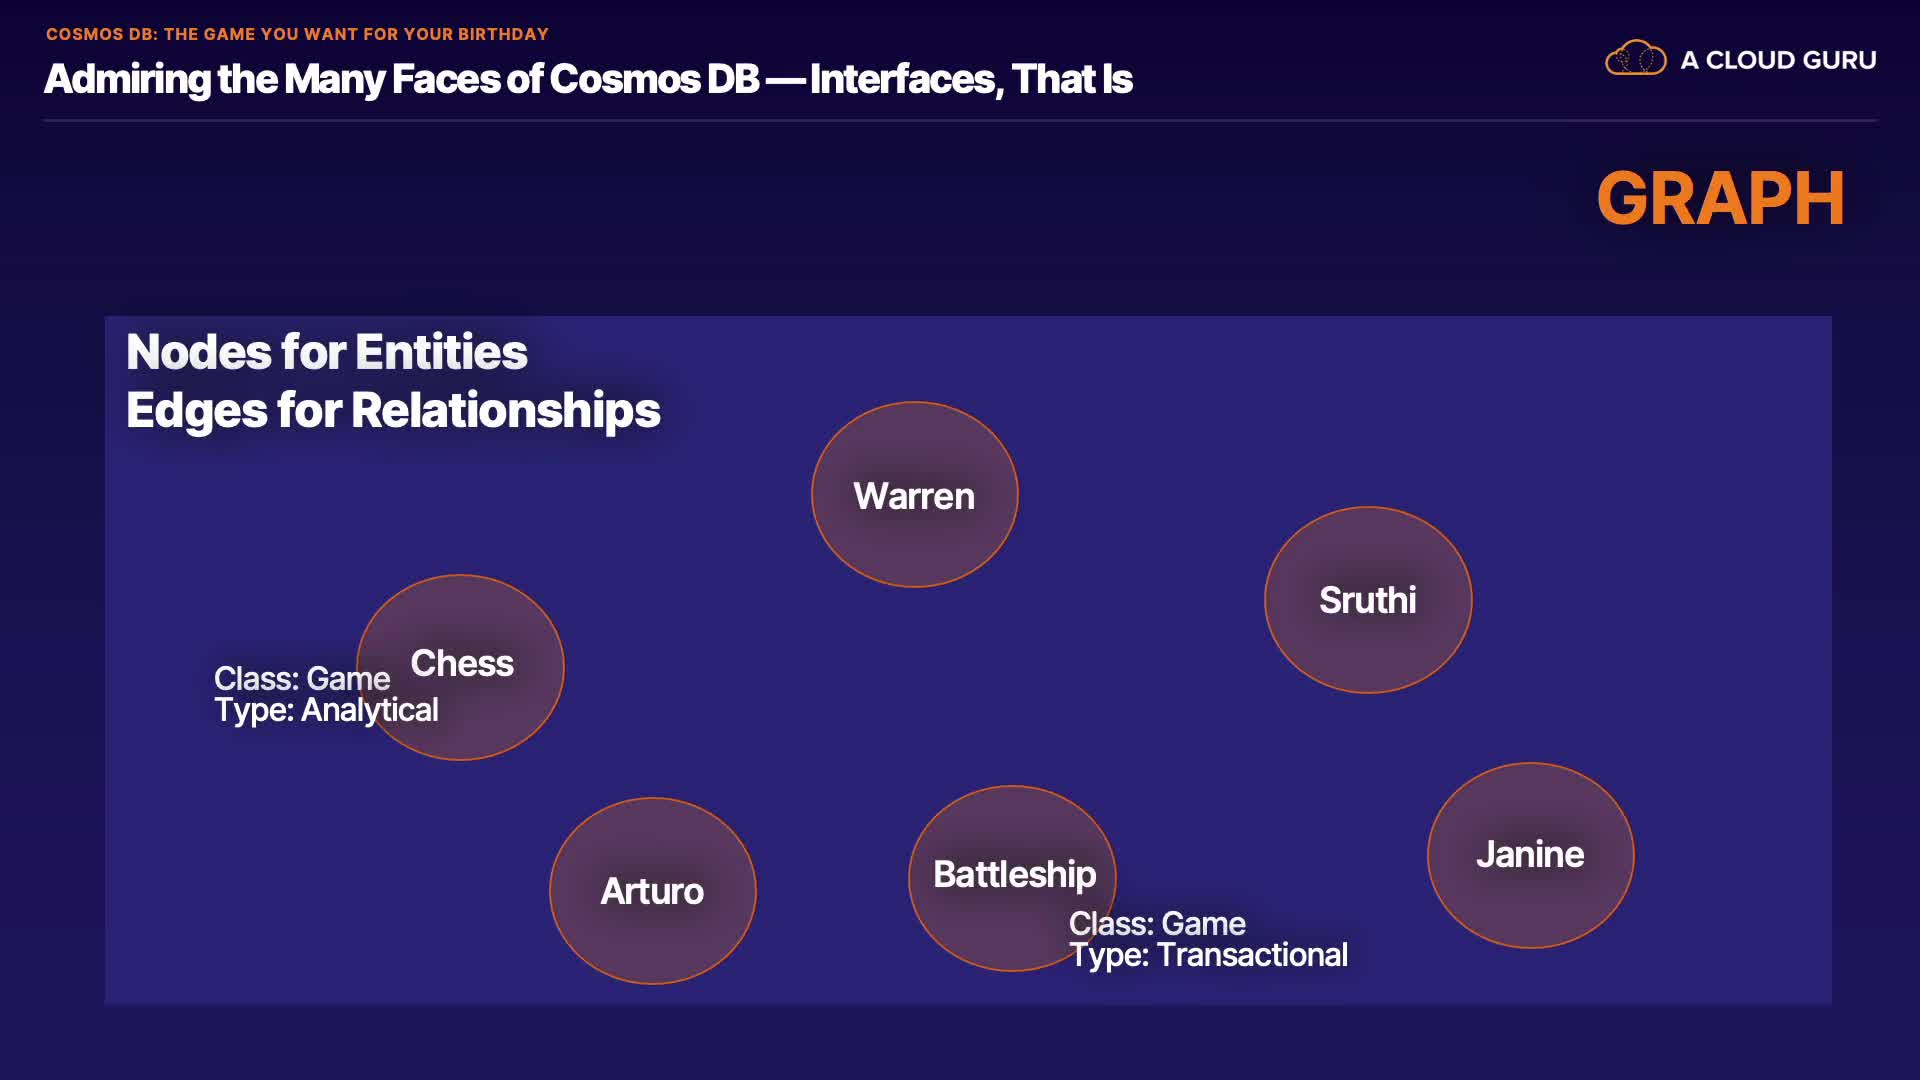 COSMOS DB: THE GAME YOU WANT FOR YOUR BIRTHDAY
Admiring the Many Faces of Cosmos DB — Interfaces, That Is
A CLOUD GURU
GRAPH
Nodes for Entities
Edges for Relationships
Warren
Sruthi
Chess
Class: Game
Type: Analytical
Arturo
Battleship
Class: Game
Type: Transactional
Janine